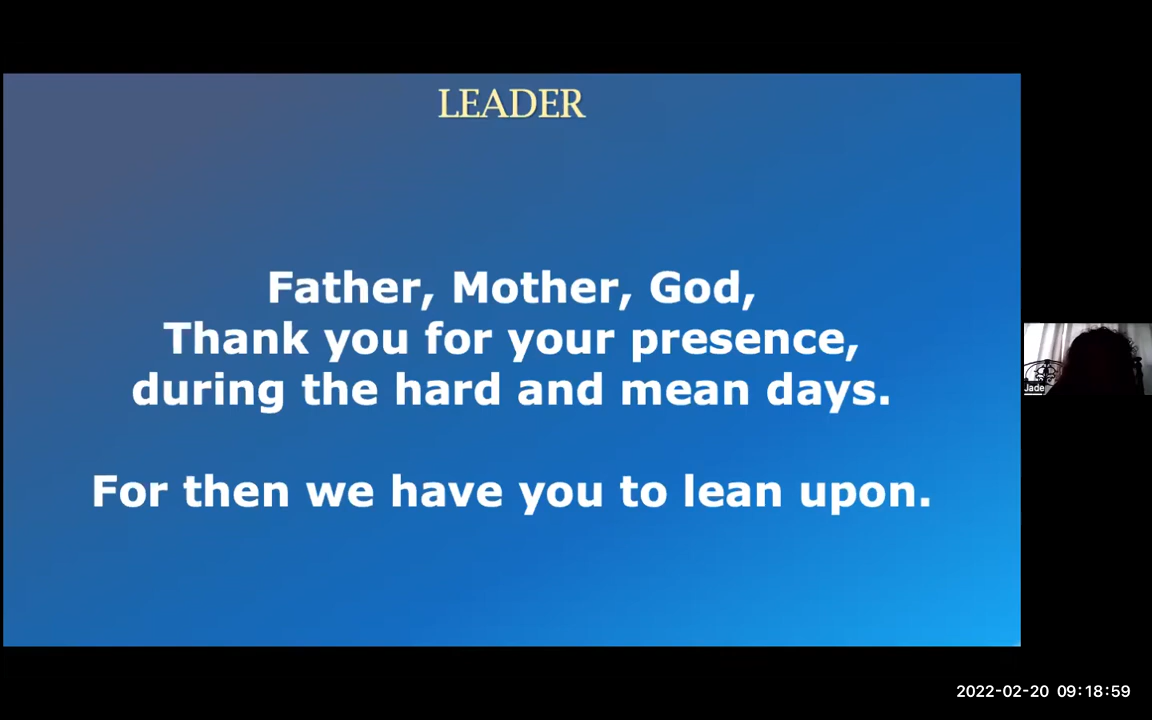 LEADER
Father, Mother, God,
Thank you for your presence,
during the hard and mean days.
For then we have you to lean upon.
Jade
2022-02-20 09:18:59